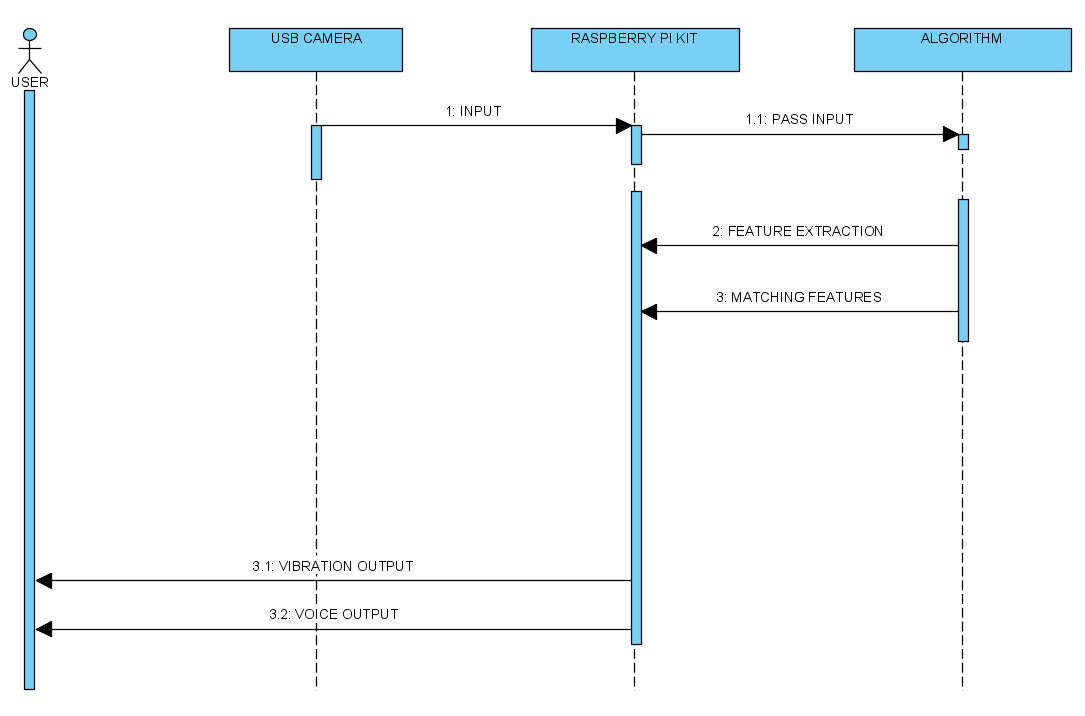 USB CAMERA
RASPBERRY PI KIT
ALGORITHM
USER
1: INPUT
1.1: PASS INPUT
2: FEATURE EXTRACTION
3: MATCHING FEATURES
3.1: VIBRATION OUTPUT
3.2: VOICE OUTPUT